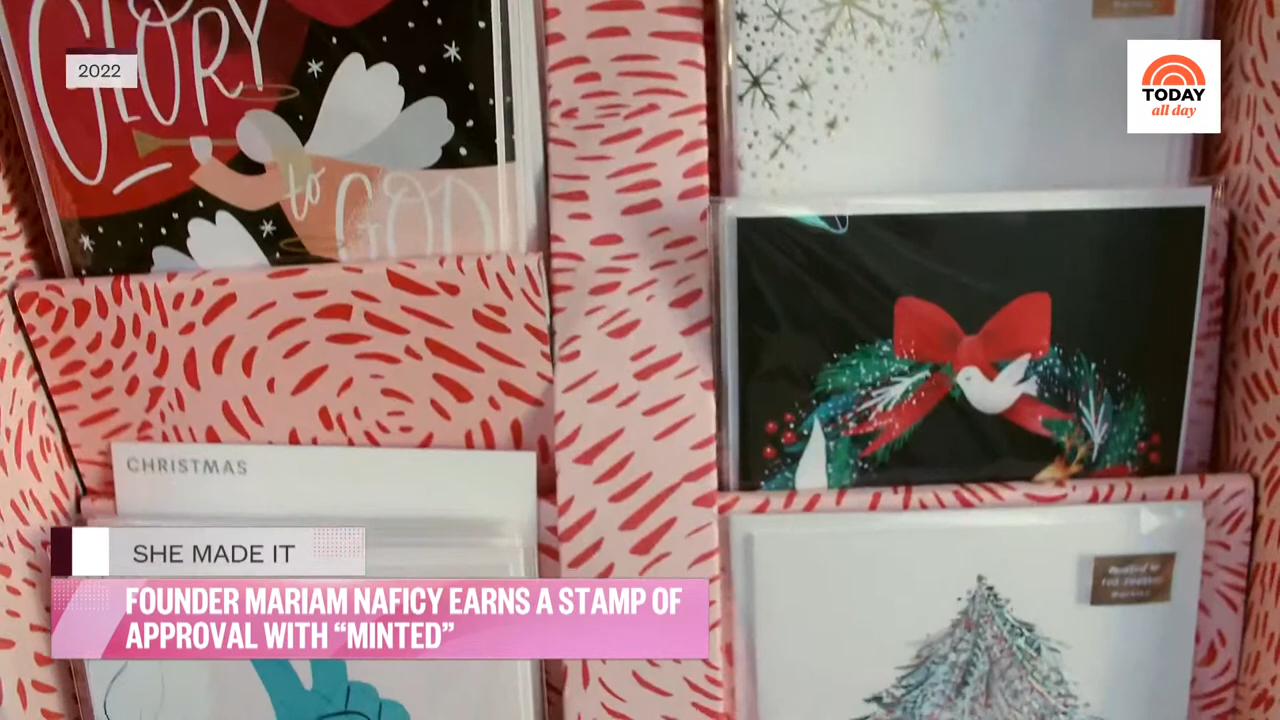 GLORY
to
GOD
2022
TODAY
all day
CHRISTMAS
SHE MADE IT
FOUNDER MARIAM NAFICY EARNS A STAMP OF
APPROVAL WITH “MINTED”